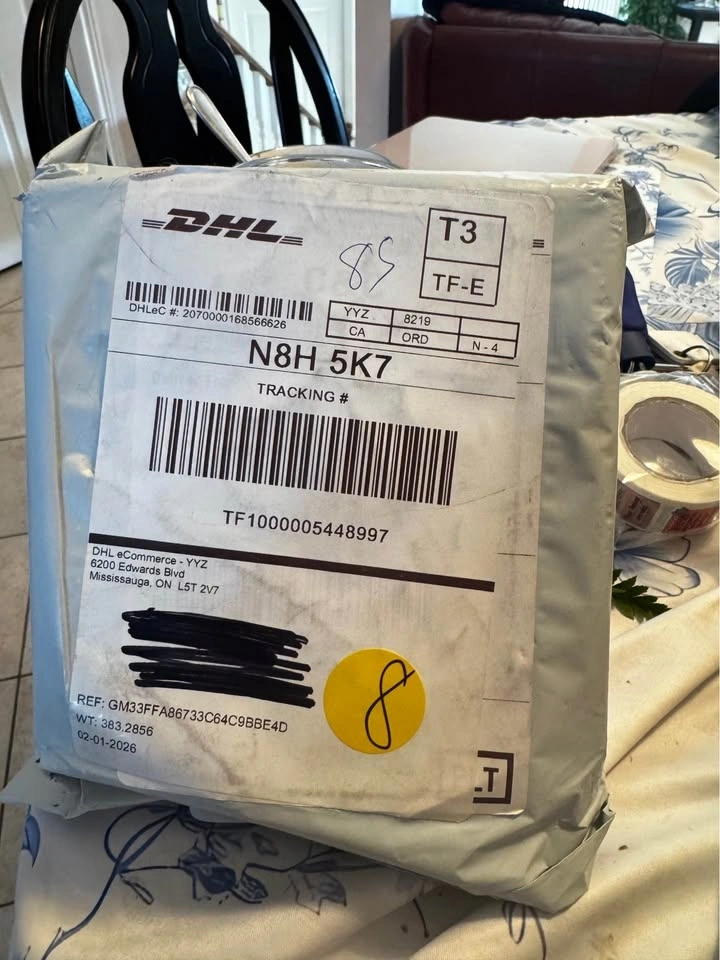 DHL
T3
TF-E
85
DHLeC #: 2070000168566626
YYZ 8219
CA ORD N - 4
N8H 5K7
TRACKING #
TF1000005448997
DHL eCommerce - YYZ
6200 Edwards Blvd
Mississauga, ON L5T 2V7
8
REF: GM33FFA86733C64C9BBE4D
WT: 383.2856
02-01-2026
LT